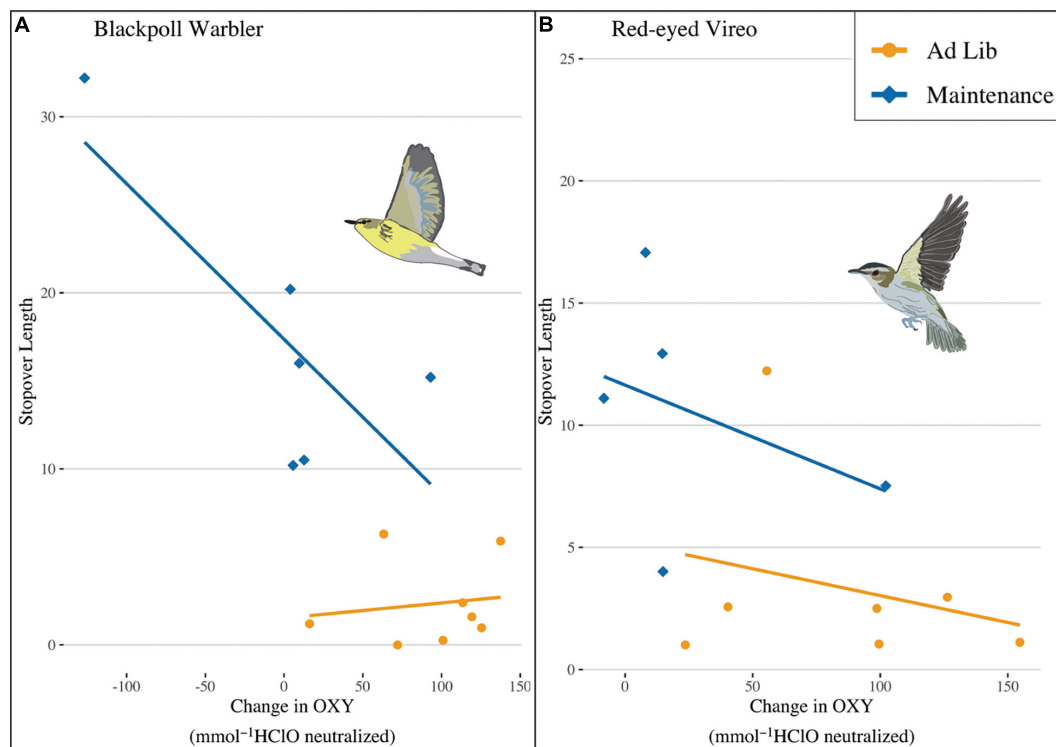 A
Blackpoll Warbler
30
20
10
0
Stopover Length
-100
-50
0
50
100
150
Change in OXY
(mmol⁻¹HClO neutralized)
B
Red-eyed Vireo
Ad Lib
Maintenance
25
20
15
10
5
0
Stopover Length
0
50
100
150
Change in OXY
(mmol⁻¹HClO neutralized)